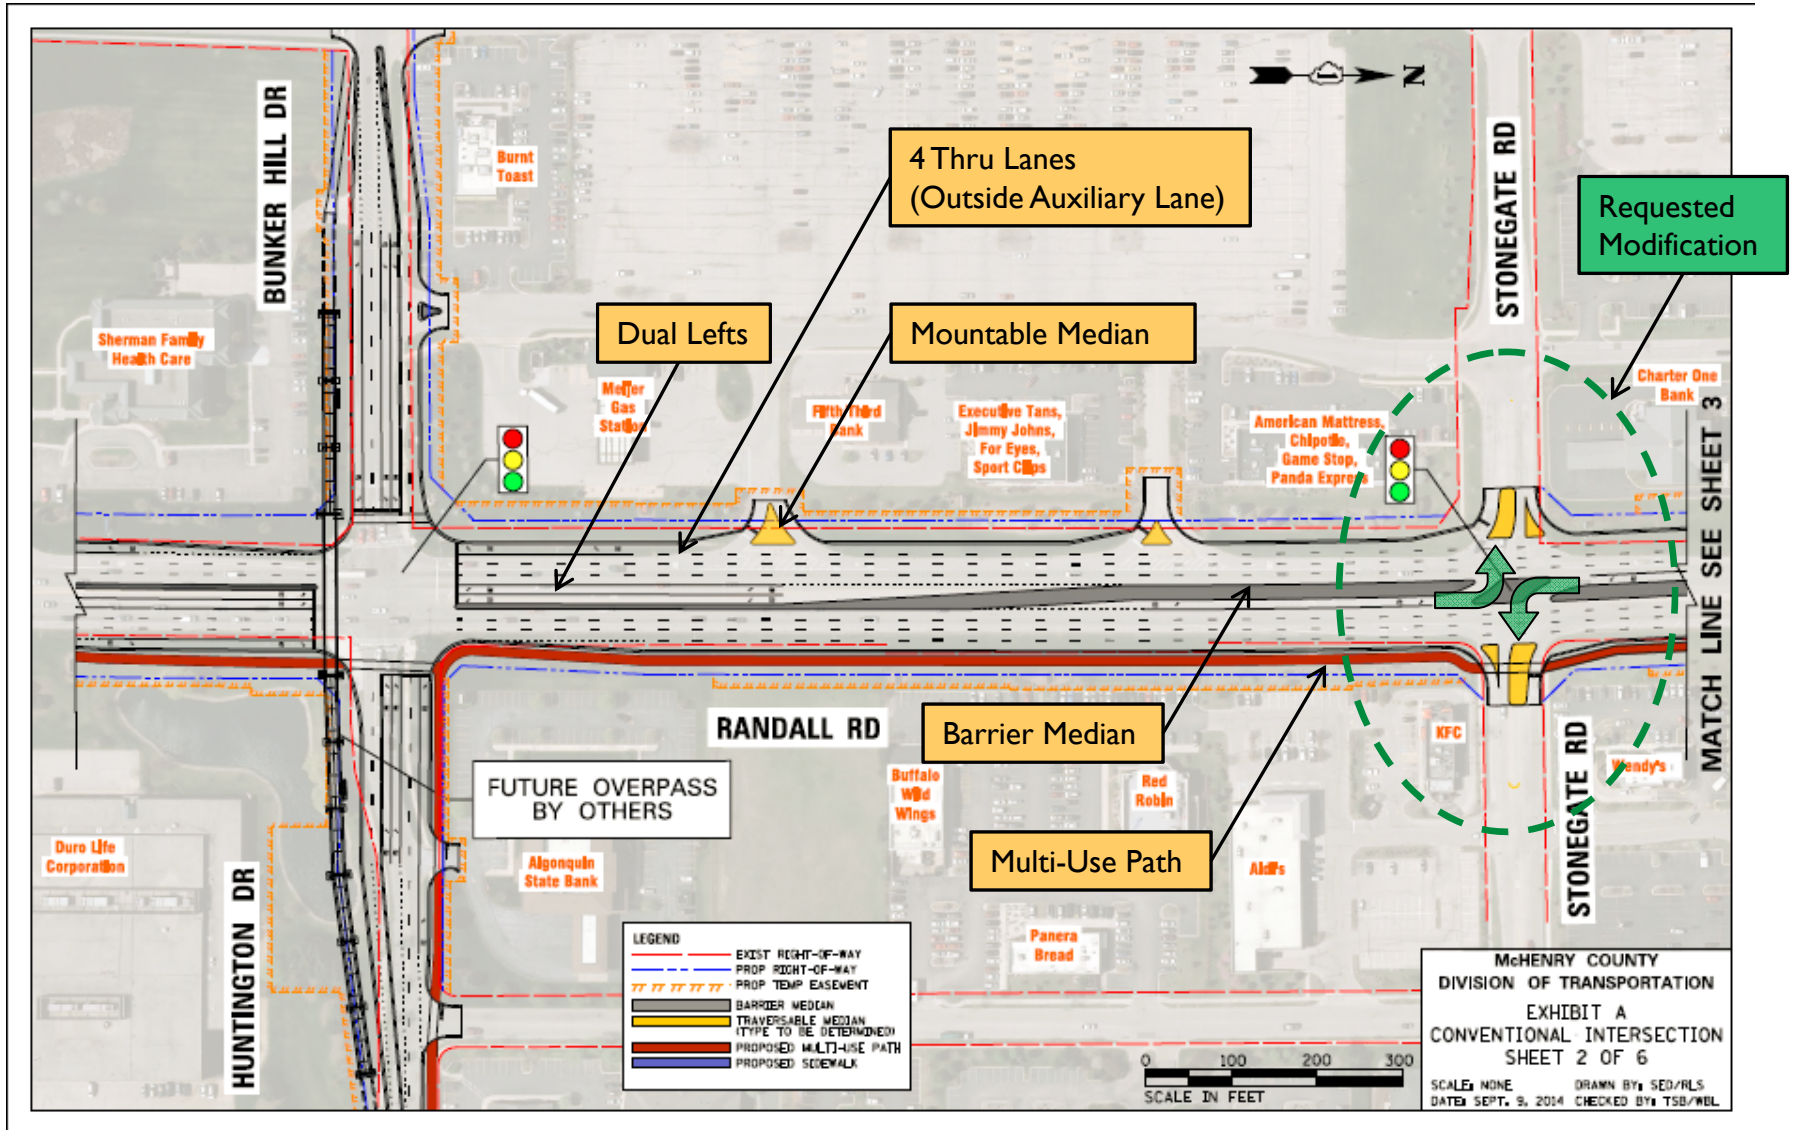 BUNKER HILL DR
Burnt
Toast
4 Thru Lanes
(Outside Auxiliary Lane)
N
STONEGATE RD
Requested
Modification
Sherman Family
Health Care
Dual Lefts
Mountable Median
Charter One
Bank
Meijer
Gas
Station
Fifth Third
Bank
Executive Tans,
Jimmy Johns,
For Eyes,
Sport Clips
American Mattress,
Chipotle,
Game Stop,
Panda Express
MATCH LINE SEE SHEET 3
RANDALL RD
Barrier Median
KFC
STONEGATE RD
Wendy's
FUTURE OVERPASS
BY OTHERS
Buffalo
Wild
Wings
Red
Robin
Multi-Use Path
Duro Life
Corporation
Algonquin
State Bank
Aldi's
HUNTINGTON DR
Panera
Bread
LEGEND
EXIST RIGHT-OF-WAY
PROP RIGHT-OF-WAY
PROP TEMP EASEMENT
BARRIER MEDIAN
TRAVERSABLE MEDIAN
(TYPE TO BE DETERMINED)
PROPOSED MULTI-USE PATH
PROPOSED SIDEWALK
0 100 200 300
SCALE IN FEET
McHENRY COUNTY
DIVISION OF TRANSPORTATION
EXHIBIT A
CONVENTIONAL INTERSECTION
SHEET 2 OF 6
SCALE: NONE DRAWN BY: SED/RLS
DATE: SEPT. 9, 2014 CHECKED BY: TSB/WBL